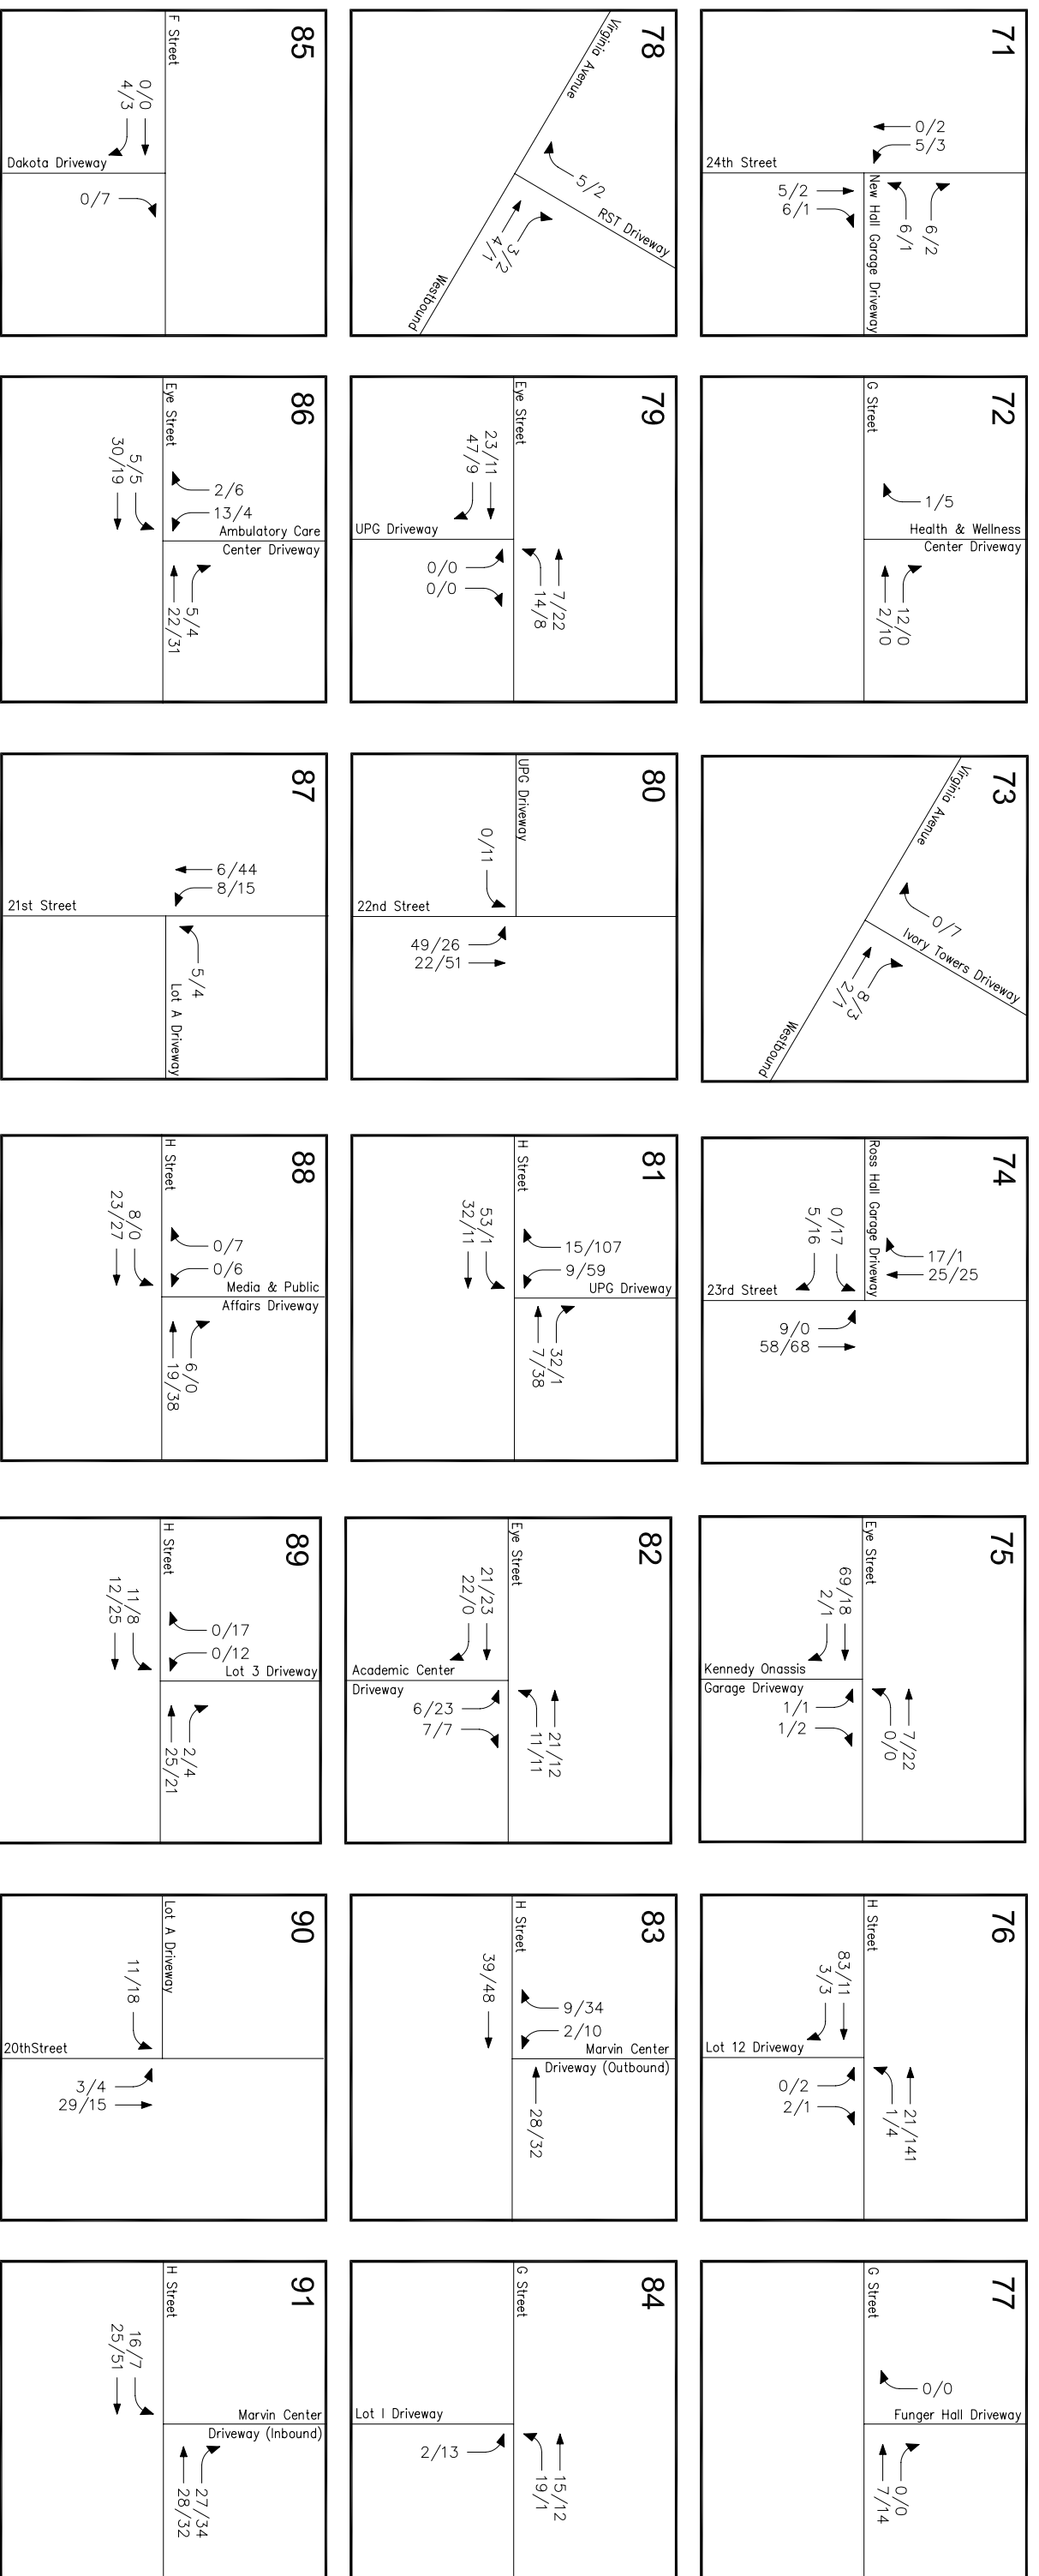 71
0/2
5/3
24th Street
New Hall Garage Driveway
5/2
6/1
6/1
6/2
72
G Street
1/5
Health & Wellness
Center Driveway
12/0
2/10
73
Virginia Avenue
0/7
Ivory Towers Driveway
8/3
2/1
Westbound
74
Ross Hall Garage Driveway
0/17
5/16
17/1
25/25
23rd Street
9/0
58/68
75
Eye Street
69/18
2/1
Kennedy Onassis
Garage Driveway
1/1
1/2
7/22
0/0
76
H Street
83/11
3/3
Lot 12 Driveway
0/2
2/1
21/141
1/4
77
G Street
0/0
Funger Hall Driveway
0/0
7/14
78
Virginia Avenue
5/2
RST Driveway
3/2
4/1
Westbound
79
Eye Street
23/11
47/9
UPG Driveway
0/0
0/0
7/22
14/8
80
UPG Driveway
0/11
22nd Street
49/26
22/51
81
H Street
53/1
32/11
15/107
9/59
UPG Driveway
32/1
7/38
82
Eye Street
21/23
22/0
Academic Center
Driveway
6/23
7/7
21/12
11/11
83
H Street
39/48
9/34
2/10
Marvin Center
Driveway (Outbound)
28/32
84
G Street
Lot I Driveway
2/13
15/12
19/1
85
F Street
0/0
4/3
Dakota Driveway
0/7
86
Eye Street
5/5
30/19
2/6
13/4
Ambulatory Care
Center Driveway
5/4
22/31
87
6/44
8/15
21st Street
5/4
Lot A Driveway
88
H Street
8/0
23/27
0/7
0/6
Media & Public
Affairs Driveway
6/0
19/38
89
H Street
11/8
12/25
0/17
0/12
Lot 3 Driveway
2/4
25/21
90
Lot A Driveway
11/18
20thStreet
3/4
29/15
91
H Street
16/7
25/51
Marvin Center
Driveway (Inbound)
27/34
28/32